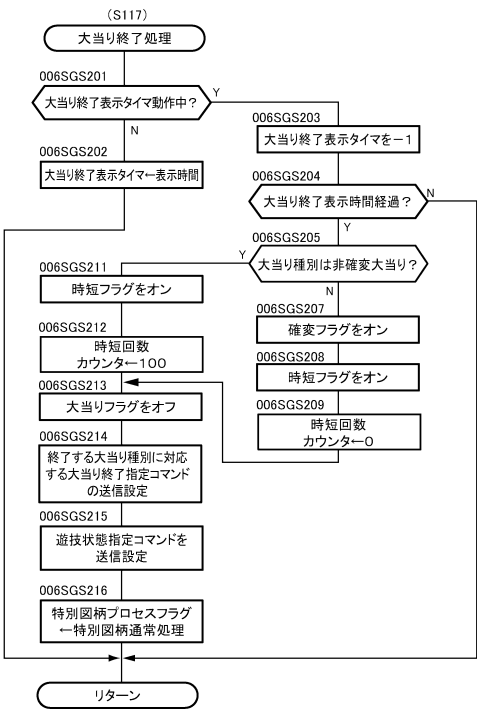 (S117)
大当り終了処理
006SGS201
大当り終了表示タイマ動作中？
Y
N
006SGS202
大当り終了表示タイマ←表示時間
006SGS203
大当り終了表示タイマを－1
006SGS204
大当り終了表示時間経過？
N
Y
006SGS205
大当り種別は非確変大当り？
Y
N
006SGS207
確変フラグをオン
006SGS208
時短フラグをオン
006SGS209
時短回数
カウンタ←0
006SGS211
時短フラグをオン
006SGS212
時短回数
カウンタ←100
006SGS213
大当りフラグをオフ
006SGS214
終了する大当り種別に対応
する大当り終了指定コマンド
の送信設定
006SGS215
遊技状態指定コマンドを
送信設定
006SGS216
特別図柄プロセスフラグ
←特別図柄通常処理
リターン